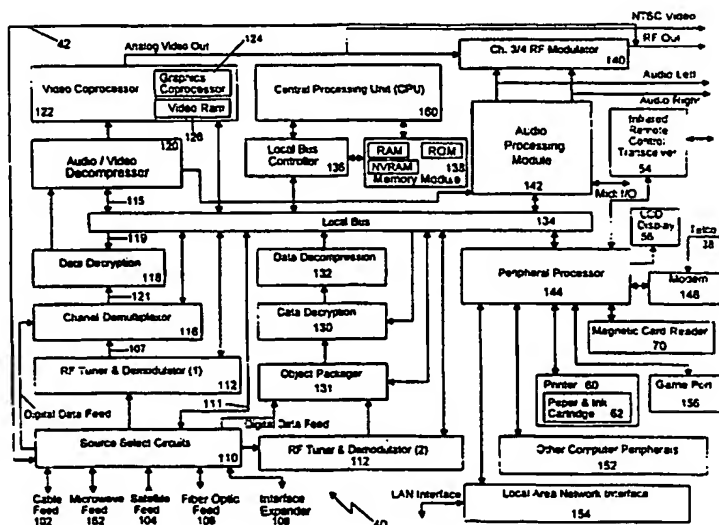 NTSC Video
42
Analog Video Out
124
Ch. 3/4 RF Modulator
140
RF Out
Graphics
Coprocessor
Video Coprocessor
122
Video Ram
126
Central Processing Unit (CPU)
160
Audio Left
Audio Right
Audio
Processing
Module
142
Infrared
Remote
Control
Transceiver
54
120
Audio / Video
Decompressor
Local Bus
Controller
136
RAM
ROM
NVRAM
138
Memory Module
115
Midi I/O
Local Bus
134
LCD
Display
56
Telco
38
119
Data Decryption
118
Data Decompression
132
Peripheral Processor
144
Modem
148
121
Chanel Demultiplexor
116
Data Decryption
130
Magnetic Card Reader
70
107
RF Tuner & Demodulator (1)
112
Object Packager
131
Printer 60
Paper & Ink
Cartridge 62
Game Port
156
Digital Data Feed
111
Digital Data Feed
Source Select Circuits
110
RF Tuner & Demodulator (2)
112
Other Computer Peripherals
152
Cable
Feed
102
Microwave
Feed
162
Satellite
Feed
104
Fiber Optic
Feed
106
Interface
Expander
108
40
LAN Interface
Local Area Network Interface
154